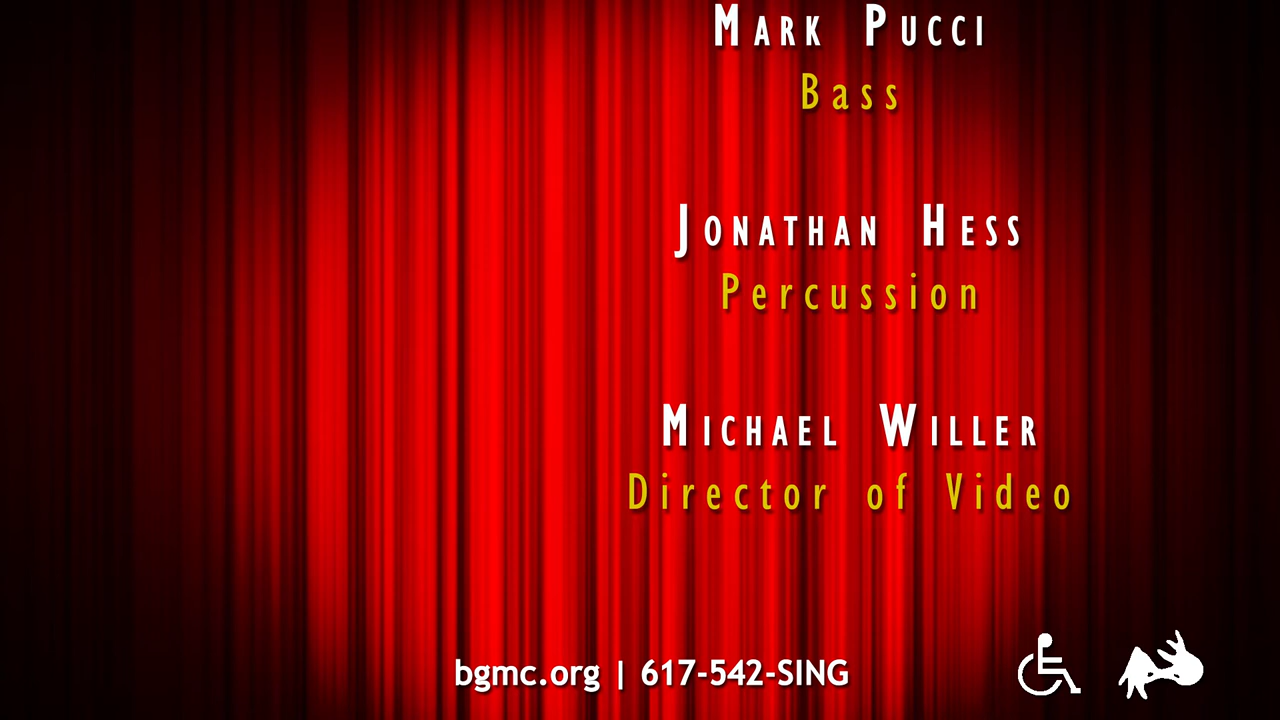 Mark Pucci
Bass
Jonathan Hess
Percussion
Michael Willer
Director of Video
bgmc.org | 617-542-SING